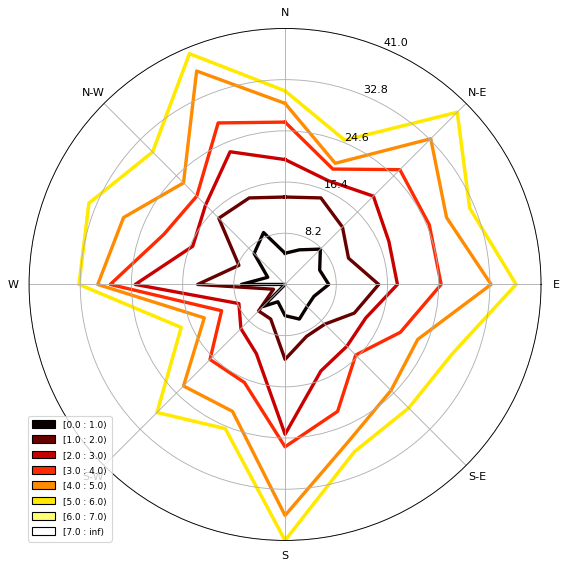 N
41.0
N-W
N-E
32.8
24.6
16.4
8.2
W
E
[0.0 : 1.0)
[1.0 : 2.0)
[2.0 : 3.0)
[3.0 : 4.0)
[4.0 : 5.0)
[5.0 : 6.0)
[6.0 : 7.0)
[7.0 : inf)
S-W
S-E
S